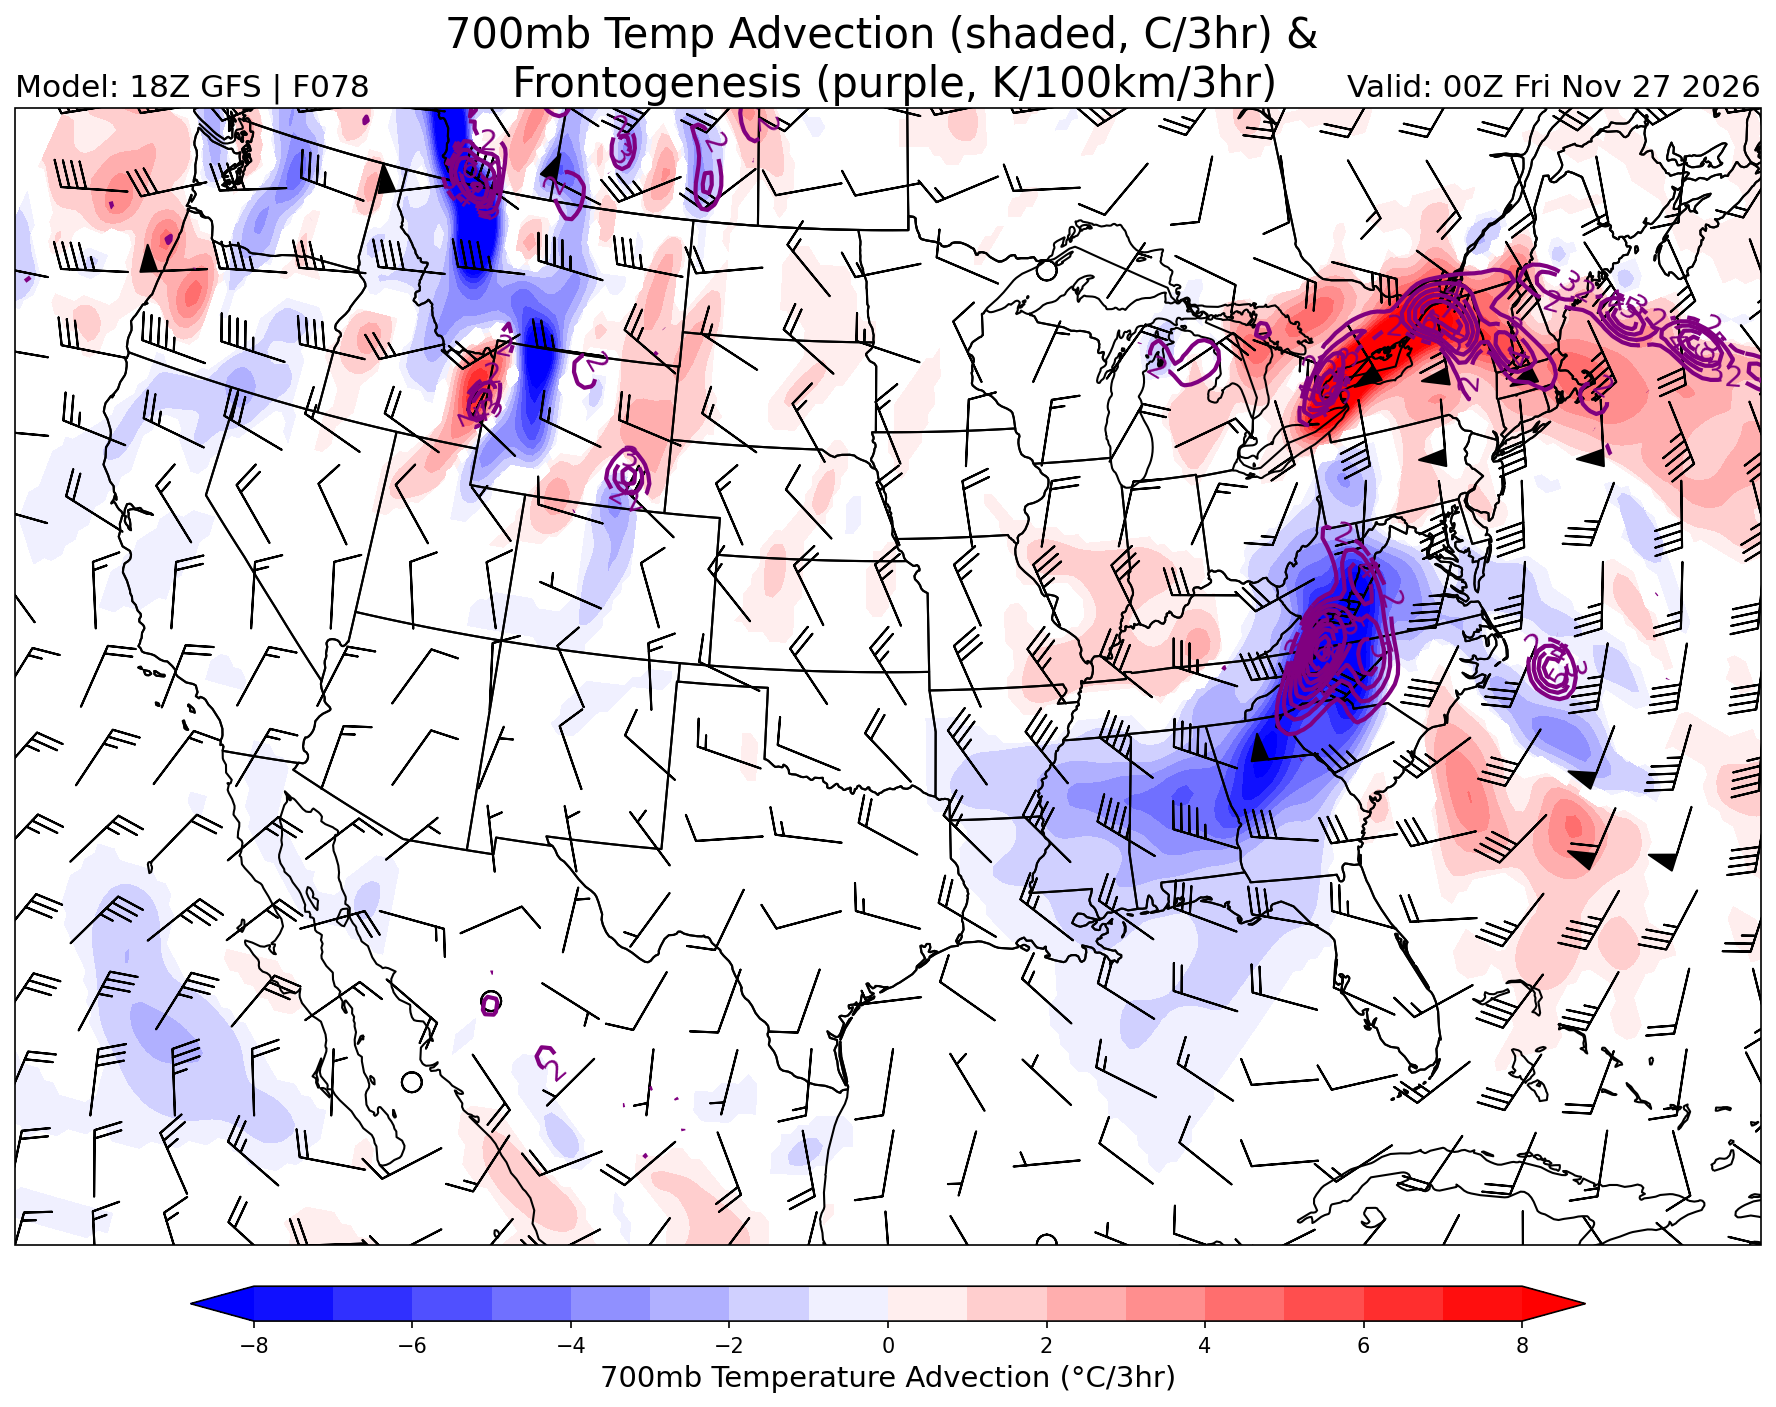 700mb Temp Advection (shaded, C/3hr) &
Frontogenesis (purple, K/100km/3hr)
Model: 18Z GFS | F078
Valid: 00Z Fri Nov 27 2026
−8 −6 −4 −2 0 2 4 6 8
700mb Temperature Advection (°C/3hr)